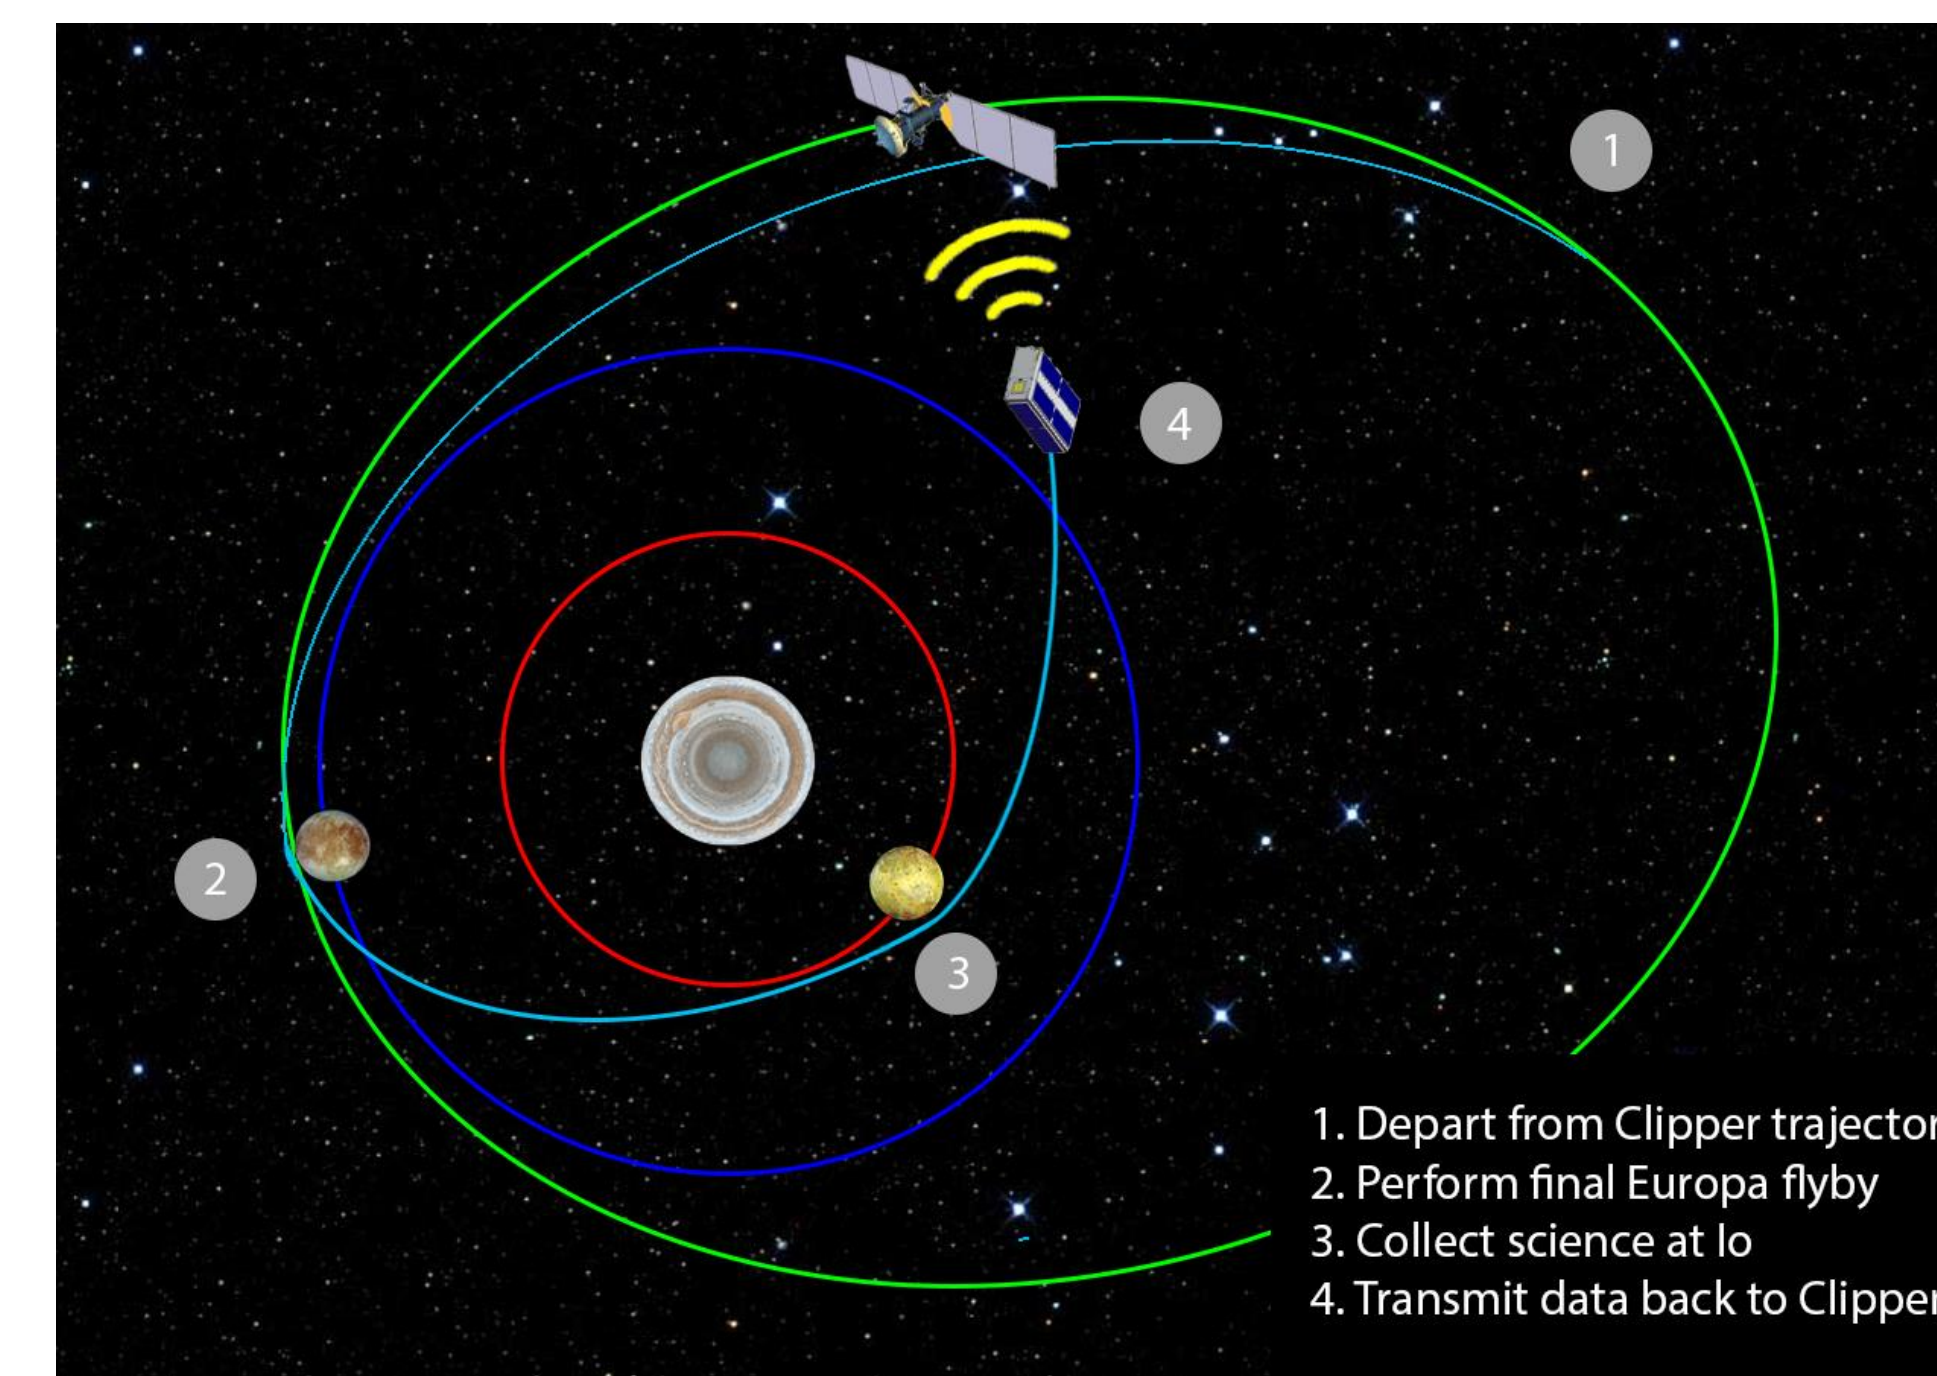 1
4
2
3
1. Depart from Clipper trajector
2. Perform final Europa flyby
3. Collect science at Io
4. Transmit data back to Clipper